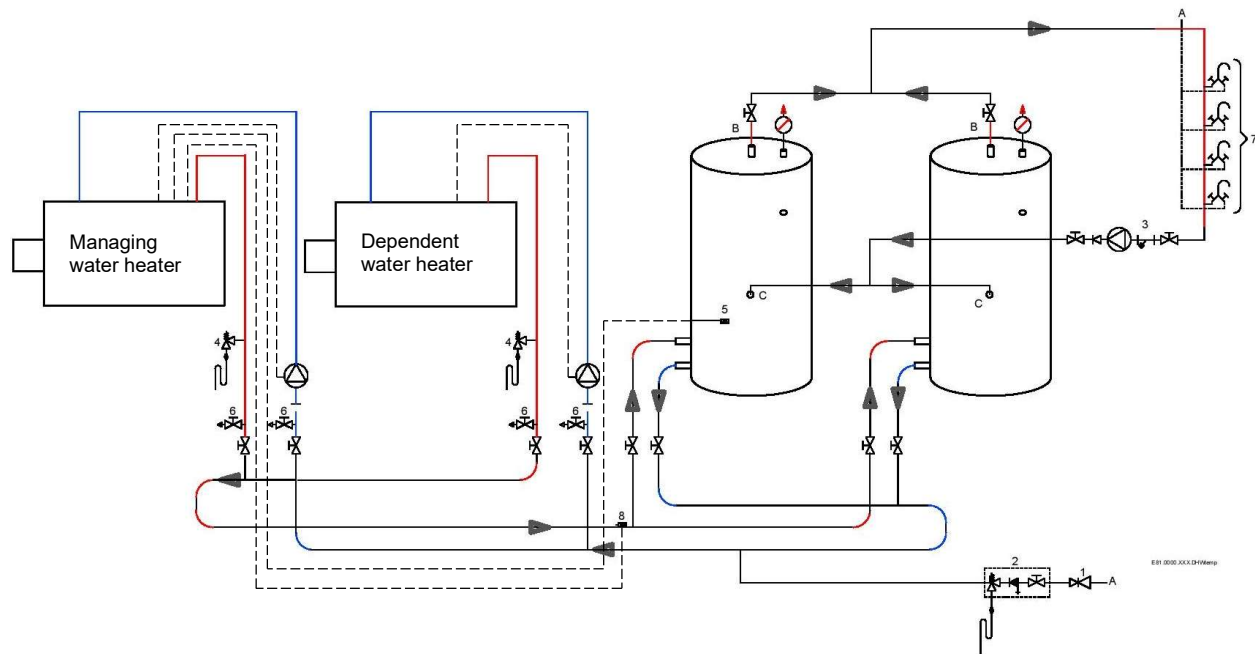 A
B
B
7
Managing
water heater
Dependent
water heater
3
C
C
5
4
4
6
6
6
6
8
2
1
A
E81.0000.XXX.DHWtemp